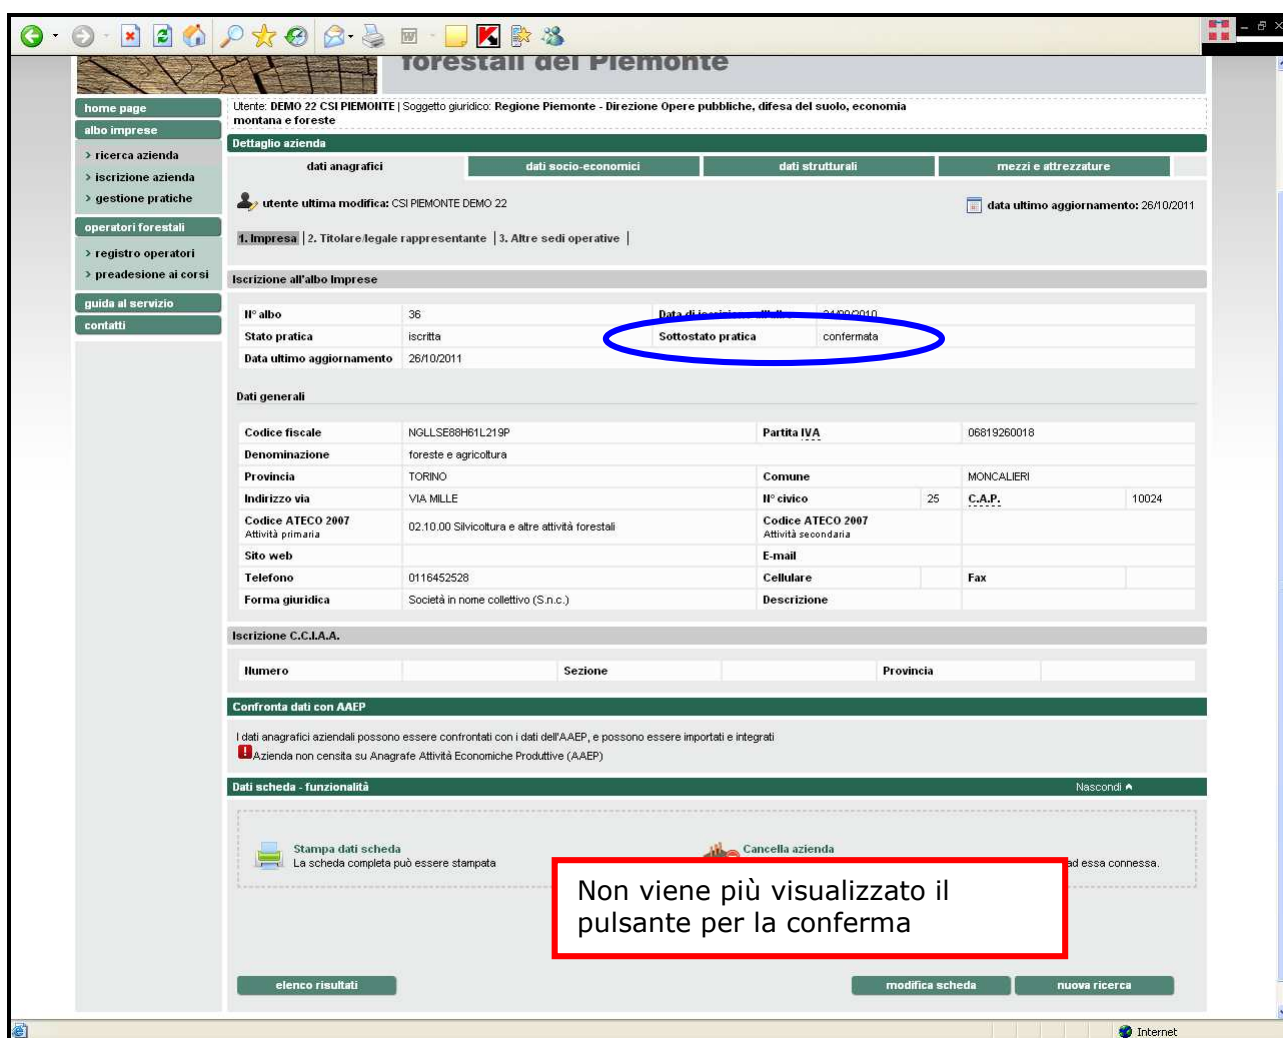 forestali del Piemonte
home page
albo imprese
> ricerca azienda
> iscrizione azienda
> gestione pratiche
operatori forestali
> registro operatori
> preadesione ai corsi
guida al servizio
contatti
Utente: DEMO 22 CSI PIEMONTE | Soggetto giuridico: Regione Piemonte - Direzione Opere pubbliche, difesa del suolo, economia
montana e foreste
Dettaglio azienda
dati anagrafici dati socio-economici dati strutturali mezzi e attrezzature
utente ultima modifica: CSI PIEMONTE DEMO 22 data ultimo aggiornamento: 26/10/2011
1. Impresa | 2. Titolare/legale rappresentante | 3. Altre sedi operative |
Iscrizione all'albo Imprese
N° albo 36 Data di iscrizione all'albo 24/09/2010
Stato pratica iscritta Sottostato pratica confermata
Data ultimo aggiornamento 26/10/2011
Dati generali
Codice fiscale NGLLSE88H61L219P Partita IVA 06819260018
Denominazione foreste e agricoltura
Provincia TORINO Comune MONCALIERI
Indirizzo via VIA MILLE N° civico 25 C.A.P. 10024
Codice ATECO 2007 02.10.00 Silvicoltura e altre attività forestali Codice ATECO 2007
Attività primaria Attività secondaria
Sito web E-mail
Telefono 0116452528 Cellulare Fax
Forma giuridica Società in nome collettivo (S.n.c.) Descrizione
Iscrizione C.C.I.A.A.
Numero Sezione Provincia
Confronta dati con AAEP
I dati anagrafici aziendali possono essere confrontati con i dati dell'AAEP, e possono essere importati e integrati
Azienda non censita su Anagrafe Attività Economiche Produttive (AAEP)
Dati scheda - funzionalità Nascondi
Stampa dati scheda Cancella azienda
La scheda completa può essere stampata ad essa connessa.
Non viene più visualizzato il
pulsante per la conferma
elenco risultati modifica scheda nuova ricerca
Internet